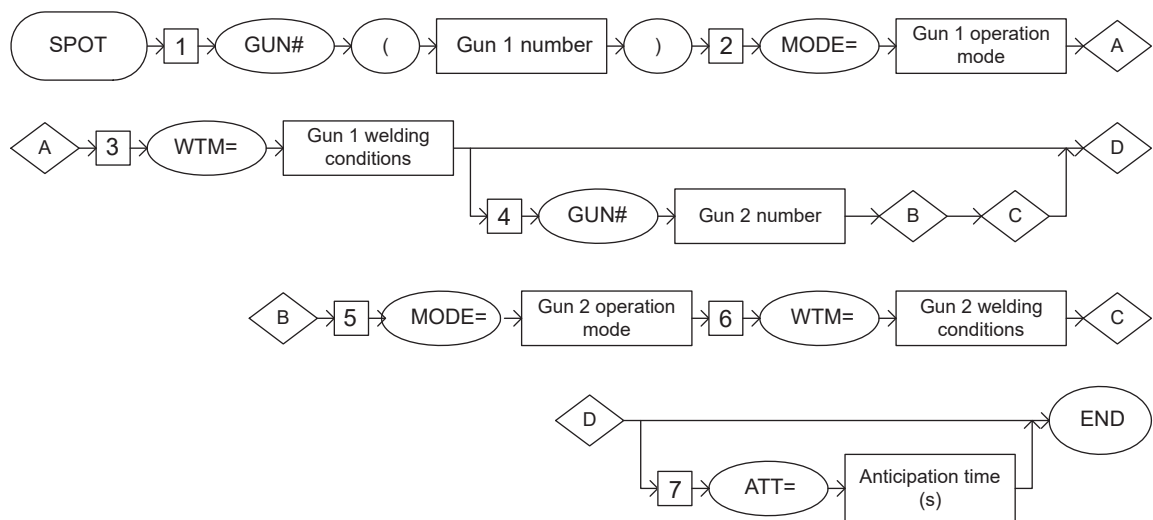 SPOT 1 GUN# ( Gun 1 number ) 2 MODE= Gun 1 operation
mode A
A 3 WTM= Gun 1 welding
conditions D
4 GUN# Gun 2 number B C
B 5 MODE= Gun 2 operation
mode 6 WTM= Gun 2 welding
conditions C
D END
7 ATT= Anticipation time
(s)